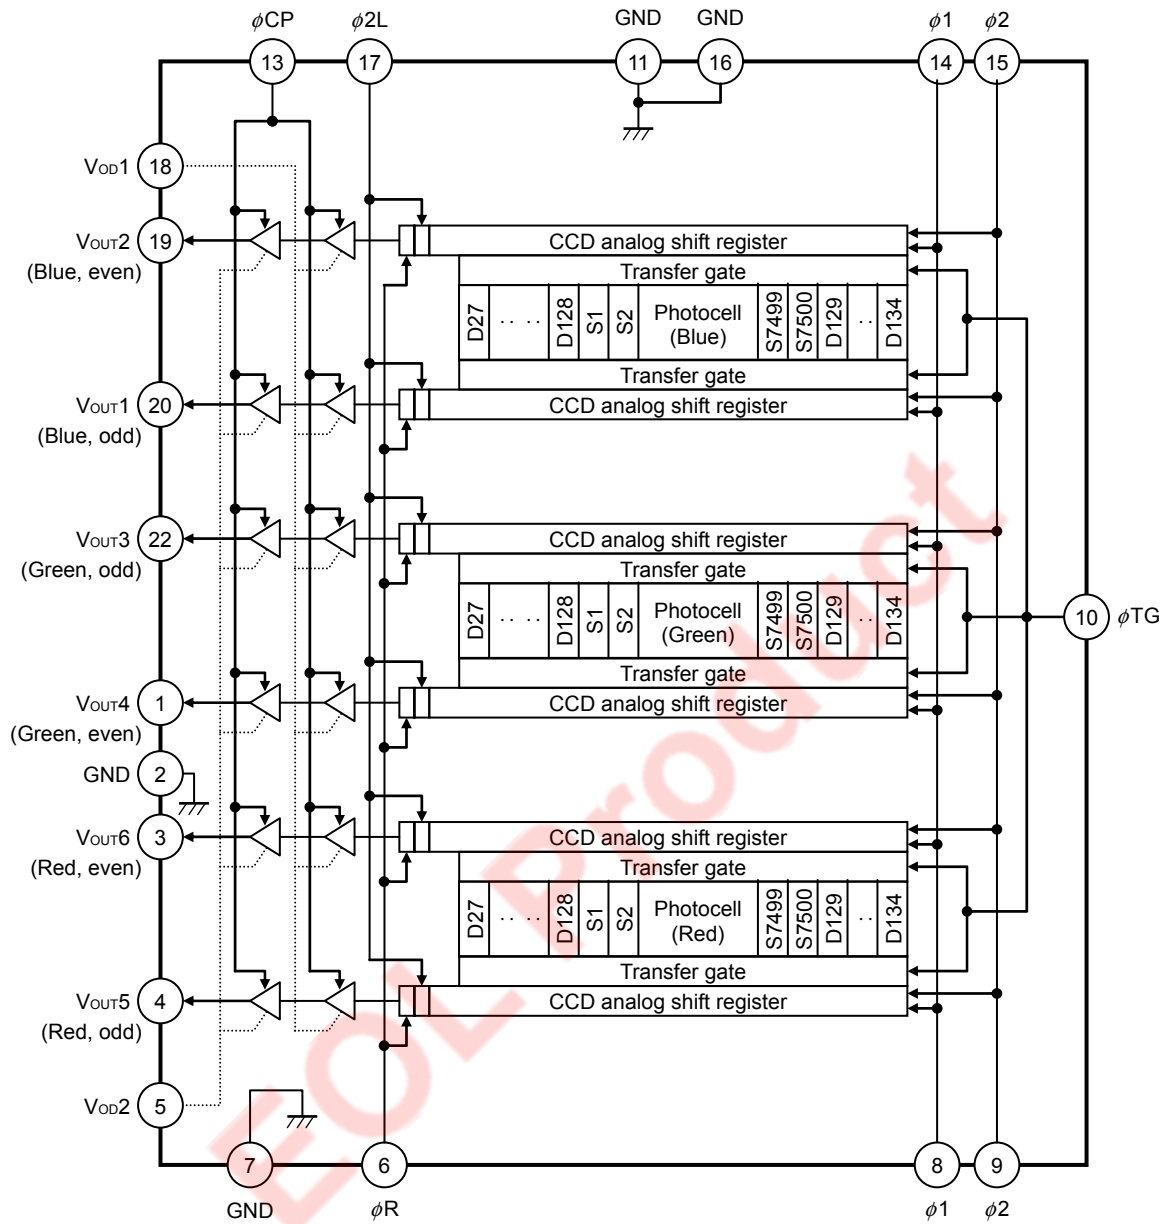 φCP φ2L GND GND φ1 φ2
13 17 11 16 14 15
VOD1 18
VOUT2 19
(Blue, even)
CCD analog shift register
Transfer gate
D27 ·· ·· D128 S1 S2 Photocell (Blue) S7499 S7500 D129 ·· D134
Transfer gate
VOUT1 20
(Blue, odd)
CCD analog shift register
VOUT3 22
(Green, odd)
CCD analog shift register
Transfer gate
D27 ·· ·· D128 S1 S2 Photocell (Green) S7499 S7500 D129 ·· D134
10 φTG
Transfer gate
VOUT4 1
(Green, even)
CCD analog shift register
GND 2
VOUT6 3
(Red, even)
CCD analog shift register
Transfer gate
D27 ·· ·· D128 S1 S2 Photocell (Red) S7499 S7500 D129 ·· D134
Transfer gate
VOUT5 4
(Red, odd)
CCD analog shift register
VOD2 5
7 6 8 9
GND φR φ1 φ2
EOL Product